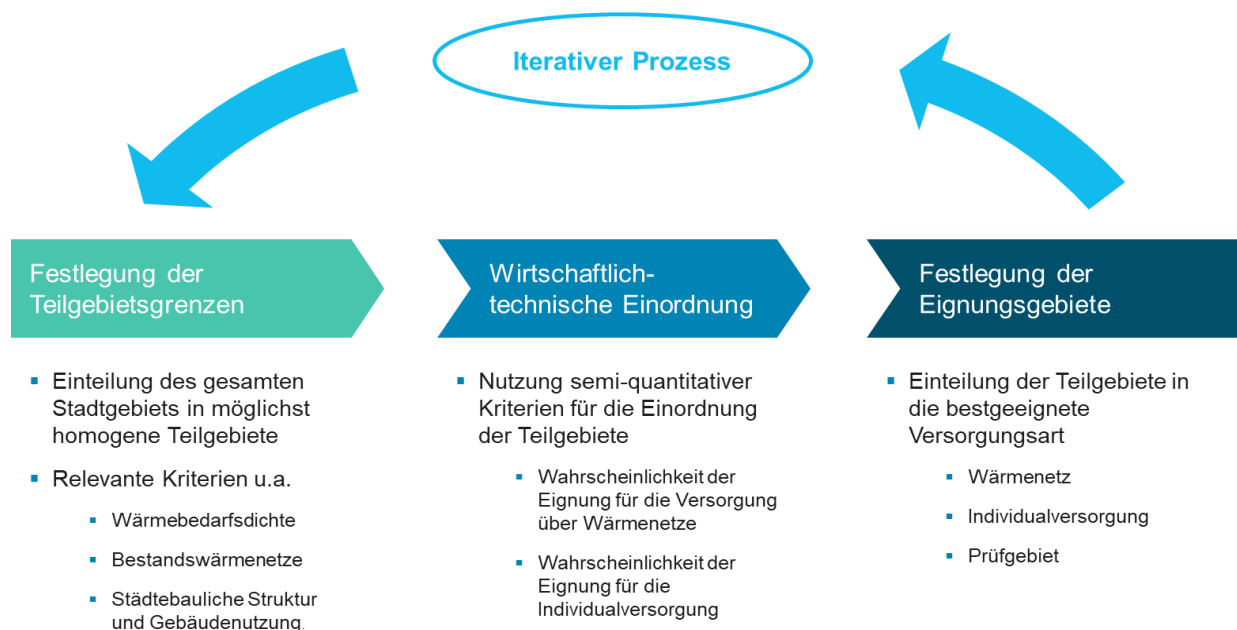 Iterativer Prozess
Festlegung der
Teilgebietsgrenzen
Wirtschaftlich-
technische Einordnung
Festlegung der
Eignungsgebiete
▪ Einteilung des gesamten
Stadtgebiets in möglichst
homogene Teilgebiete
▪ Relevante Kriterien u.a.
▪ Wärmebedarfsdichte
▪ Bestandswärmenetze
▪ Städtebauliche Struktur
und Gebäudenutzung.
▪ Nutzung semi-quantitativer
Kriterien für die Einordnung
der Teilgebiete
▪ Wahrscheinlichkeit der
Eignung für die Versorgung
über Wärmenetze
▪ Wahrscheinlichkeit der
Eignung für die
Individualversorgung
▪ Einteilung der Teilgebiete in
die bestgeeignete
Versorgungsart
▪ Wärmenetz
▪ Individualversorgung
▪ Prüfgebiet